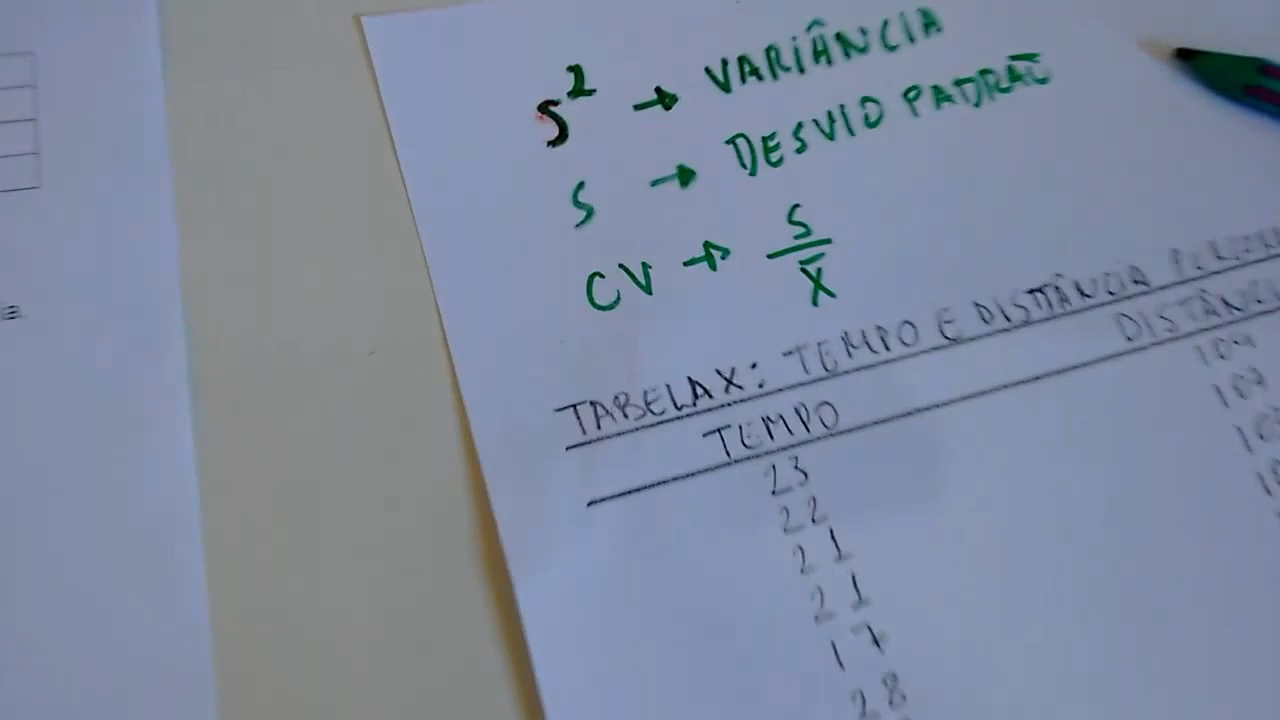 S² → VARIÂNCIA
S → DESVIO PADRÃO
CV → S/X̄
TABELA X: TEMPO E DISTÂNCIA
TEMPO
23
22
21
21
17
28